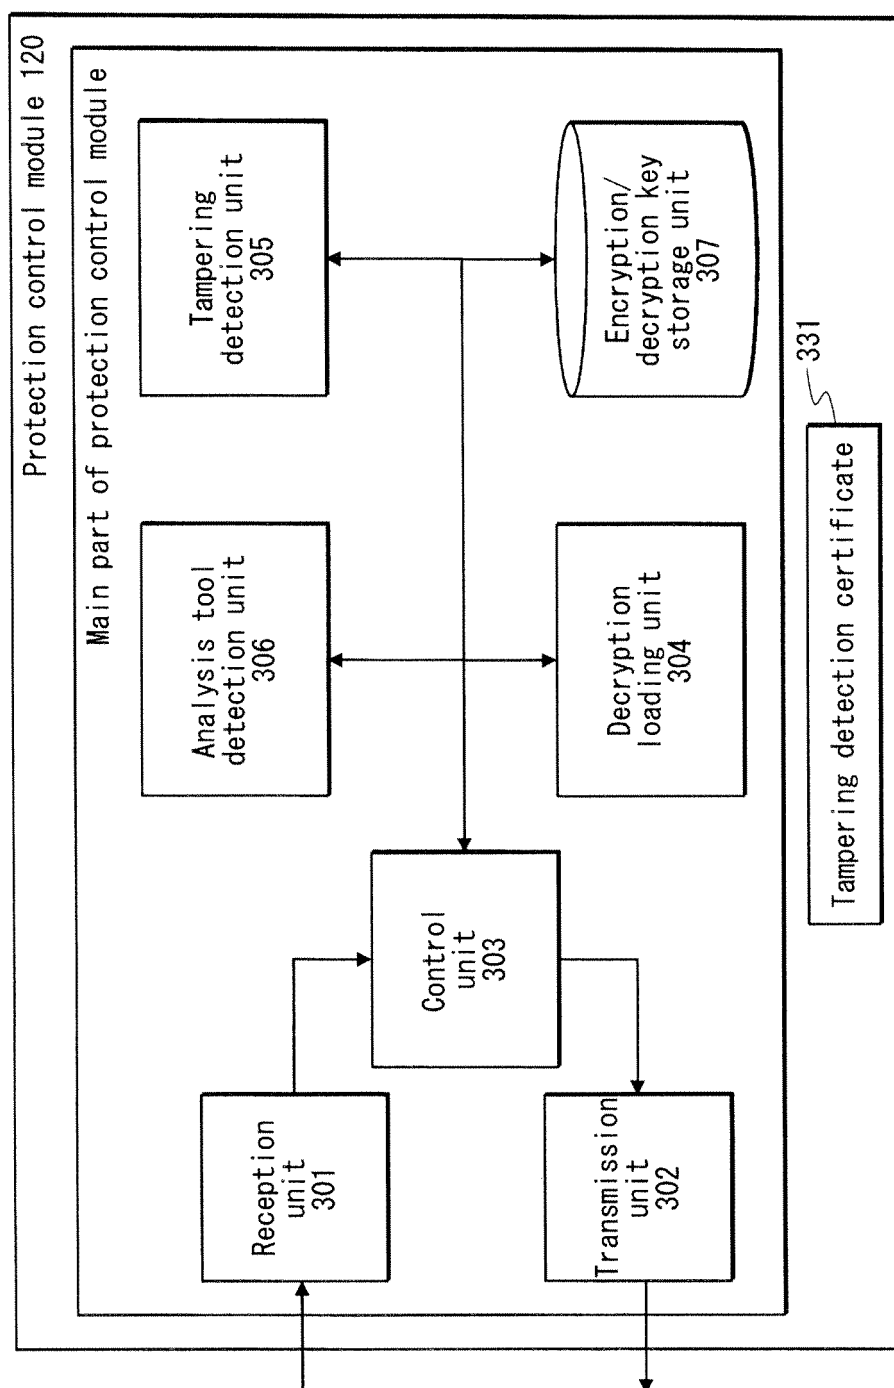 Protection control module 120
Main part of protection control module
Reception
unit
301
Control
unit
303
Transmission
unit
302
Analysis tool
detection unit
306
Tampering
detection unit
305
Decryption
loading unit
304
Encryption/
decryption key
storage unit
307
Tampering detection certificate
331